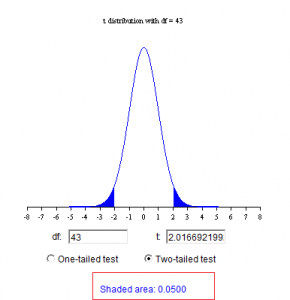 t distribution with df = 43
-8 -7 -6 -5 -4 -3 -2 -1 0 1 2 3 4 5 6 7 8
df: 43 t: 2.016692199
One-tailed test Two-tailed test
Shaded area: 0.0500